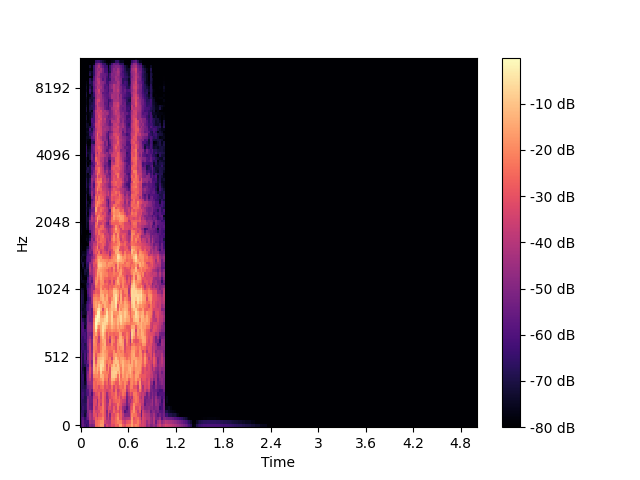 8192
4096
2048
1024
512
0
Hz
0 0.6 1.2 1.8 2.4 3 3.6 4.2 4.8
Time
-10 dB
-20 dB
-30 dB
-40 dB
-50 dB
-60 dB
-70 dB
-80 dB